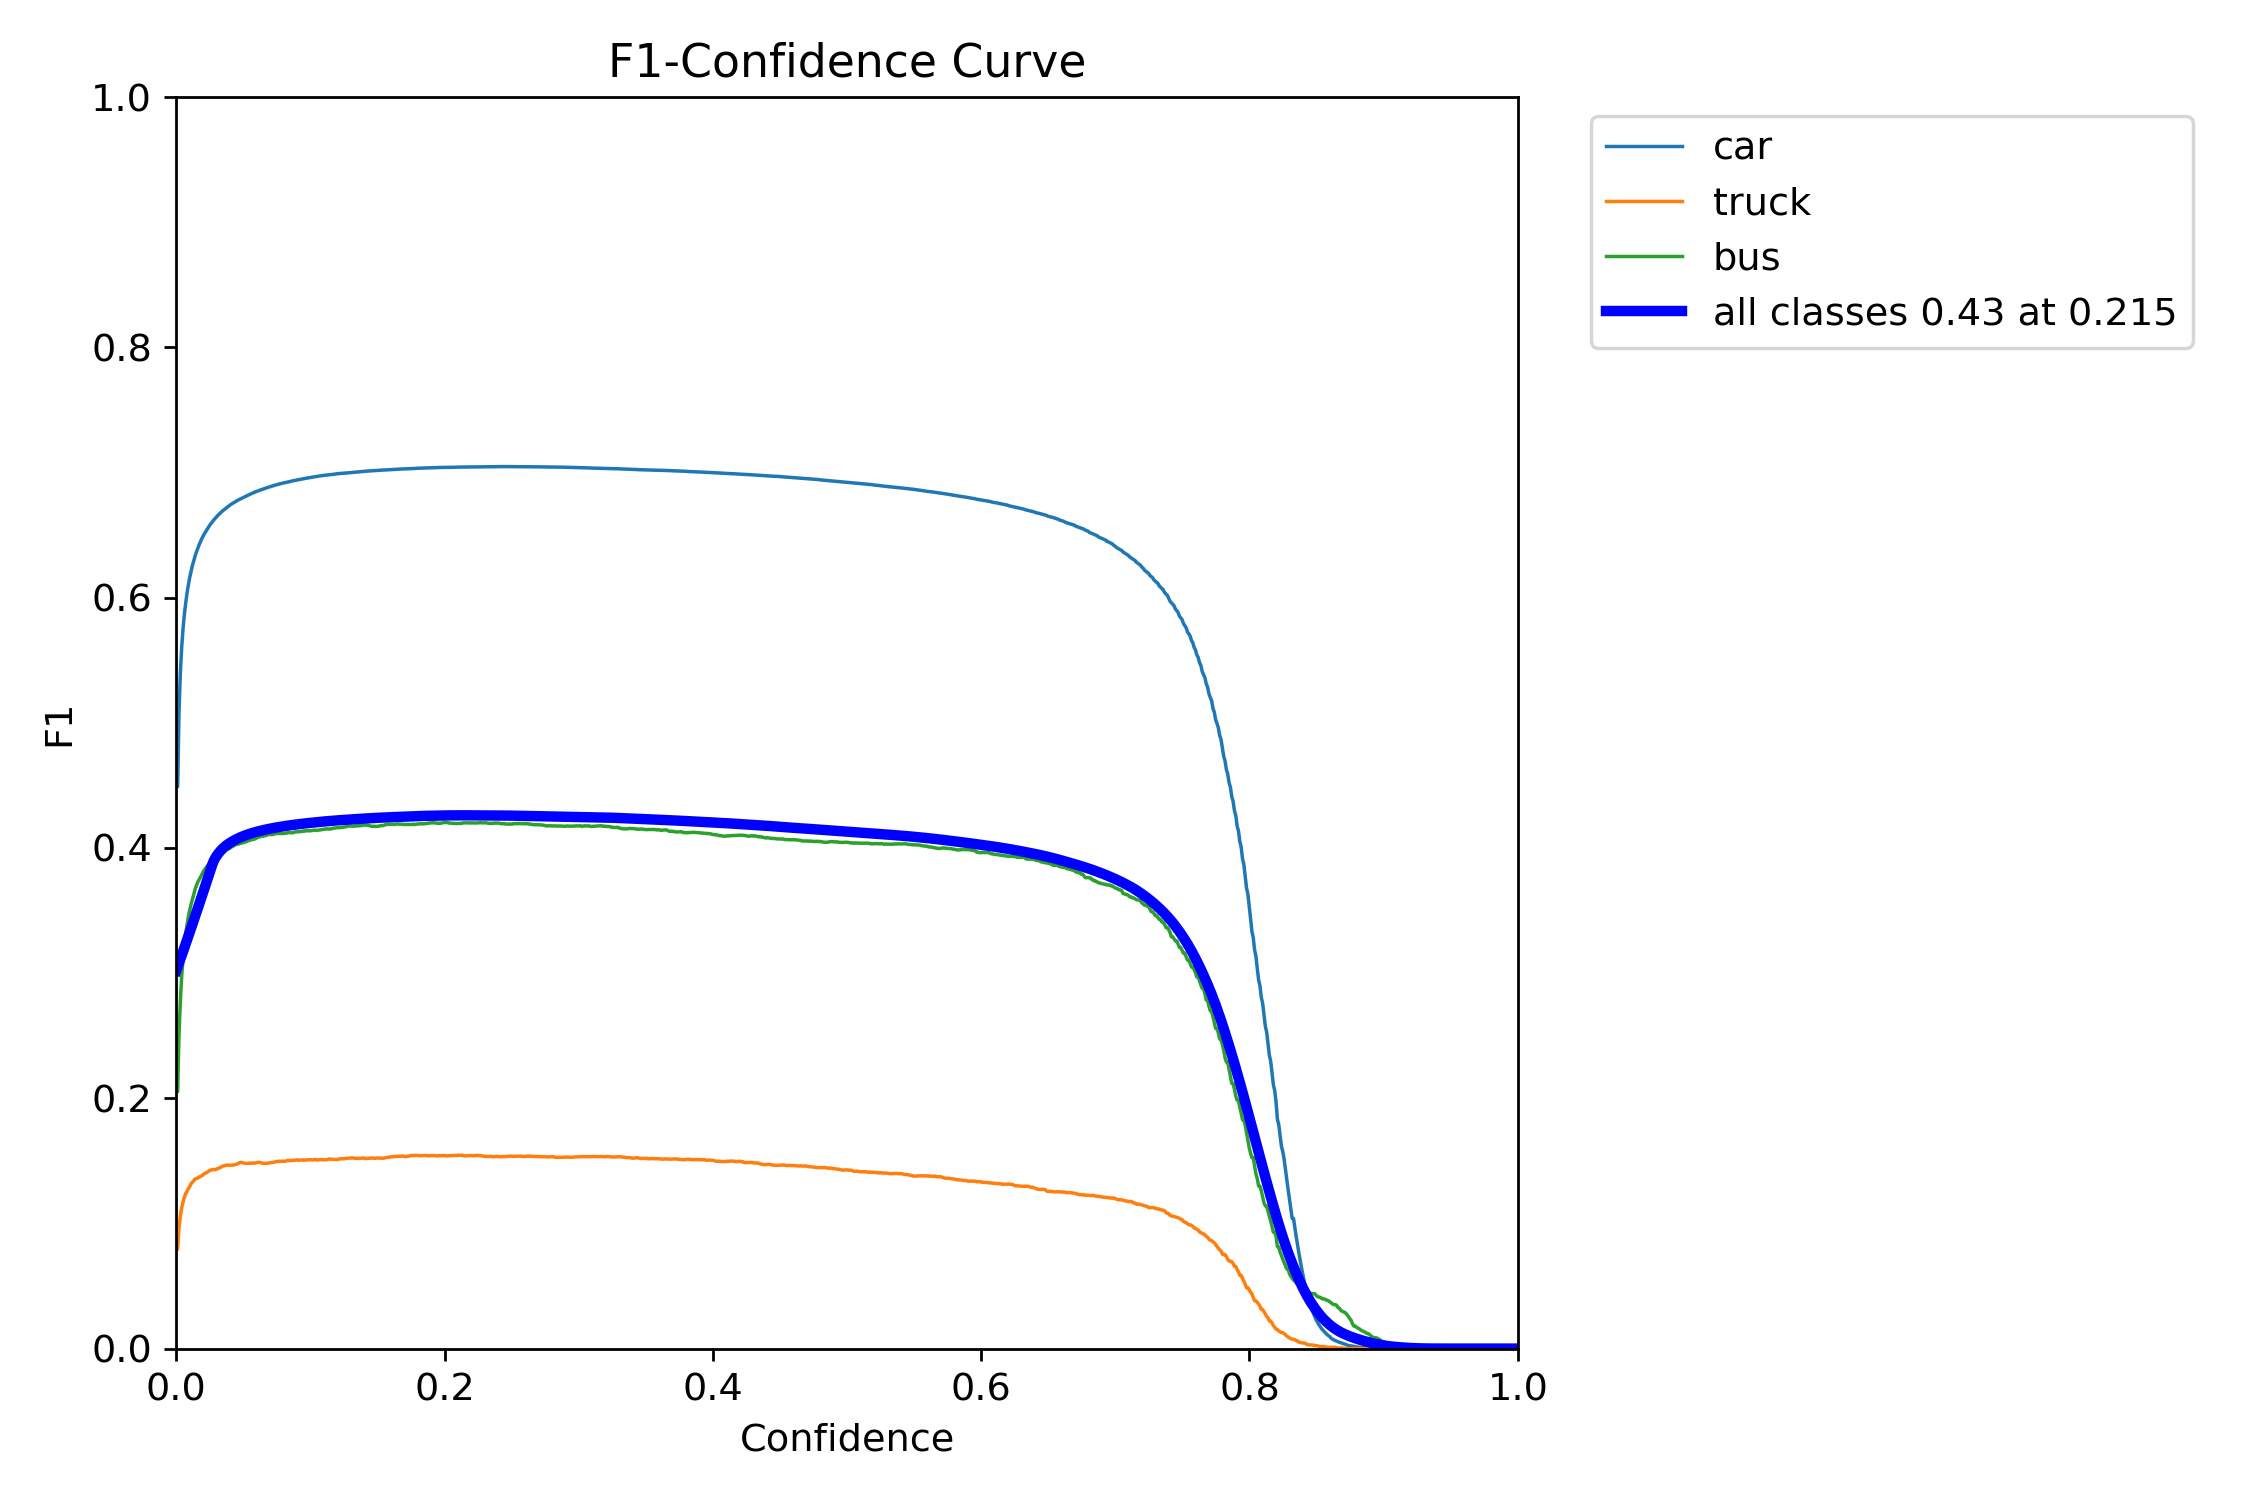 F1-Confidence Curve
1.0
0.8
0.6
0.4
0.2
0.0
F1
0.0 0.2 0.4 0.6 0.8 1.0
Confidence
car
truck
bus
all classes 0.43 at 0.215